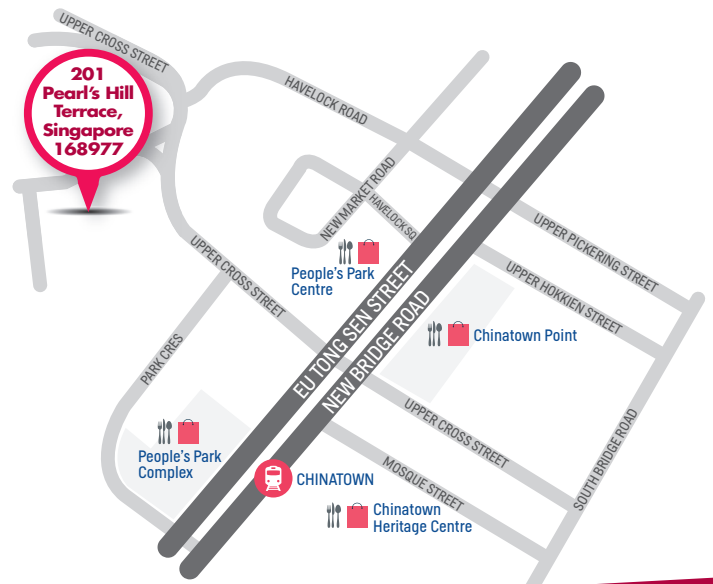 UPPER CROSS STREET
201
Pearl's Hill
Terrace,
Singapore
168977
HAVELOCK ROAD
NEW MARKET ROAD
HAVELOCK SQ
UPPER PICKERING STREET
UPPER HOKKIEN STREET
UPPER CROSS STREET
People's Park
Centre
EU TONG SEN STREET
NEW BRIDGE ROAD
Chinatown Point
PARK CRES
UPPER CROSS STREET
SOUTH BRIDGE ROAD
People's Park
Complex
MOSQUE STREET
CHINATOWN
Chinatown
Heritage Centre